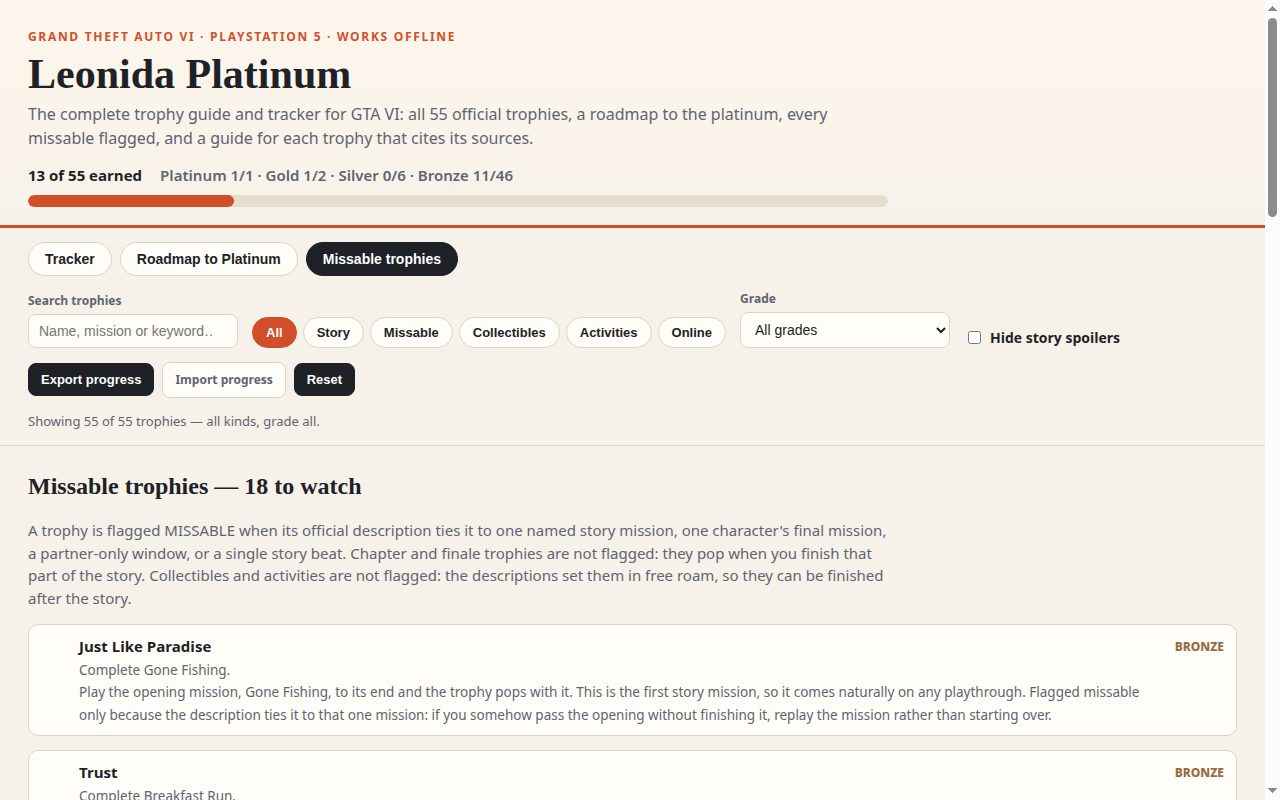 GRAND THEFT AUTO VI · PLAYSTATION 5 · WORKS OFFLINE
Leonida Platinum
The complete trophy guide and tracker for GTA VI: all 55 official trophies, a roadmap to the platinum, every
missable flagged, and a guide for each trophy that cites its sources.
13 of 55 earned Platinum 1/1 · Gold 1/2 · Silver 0/6 · Bronze 11/46
Tracker Roadmap to Platinum Missable trophies
Search trophies
Grade
Name, mission or keyword..
All Story Missable Collectibles Activities Online
All grades
Hide story spoilers
Export progress Import progress Reset
Showing 55 of 55 trophies — all kinds, grade all.
Missable trophies — 18 to watch
A trophy is flagged MISSABLE when its official description ties it to one named story mission, one character's final mission,
a partner-only window, or a single story beat. Chapter and finale trophies are not flagged: they pop when you finish that
part of the story. Collectibles and activities are not flagged: the descriptions set them in free roam, so they can be finished
after the story.
Just Like Paradise BRONZE
Complete Gone Fishing.
Play the opening mission, Gone Fishing, to its end and the trophy pops with it. This is the first story mission, so it comes naturally on any playthrough. Flagged missable
only because the description ties it to that one mission: if you somehow pass the opening without finishing it, replay the mission rather than starting over.
Trust BRONZE
Complete Breakfast Run.